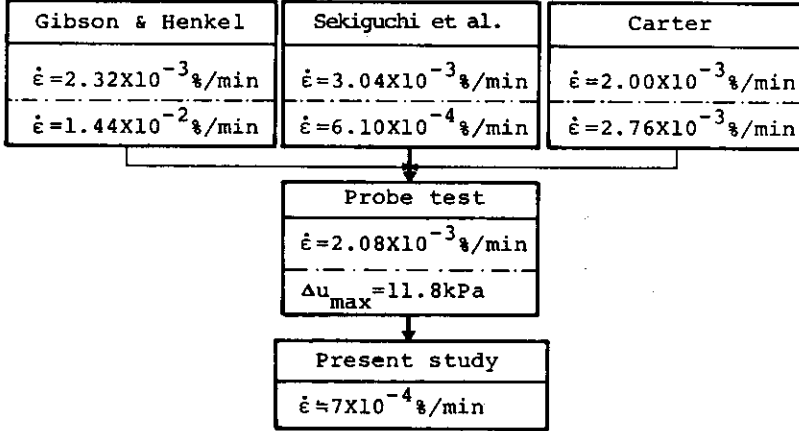 Gibson & Henkel
ε̇=2.32X10⁻³%/min
ε̇=1.44X10⁻²%/min
Sekiguchi et al.
ε̇=3.04X10⁻³%/min
ε̇=6.10X10⁻⁴%/min
Carter
ε̇=2.00X10⁻³%/min
ε̇=2.76X10⁻³%/min
Probe test
ε̇=2.08X10⁻³%/min
Δu_max=11.8kPa
Present study
ε̇≒7X10⁻⁴%/min